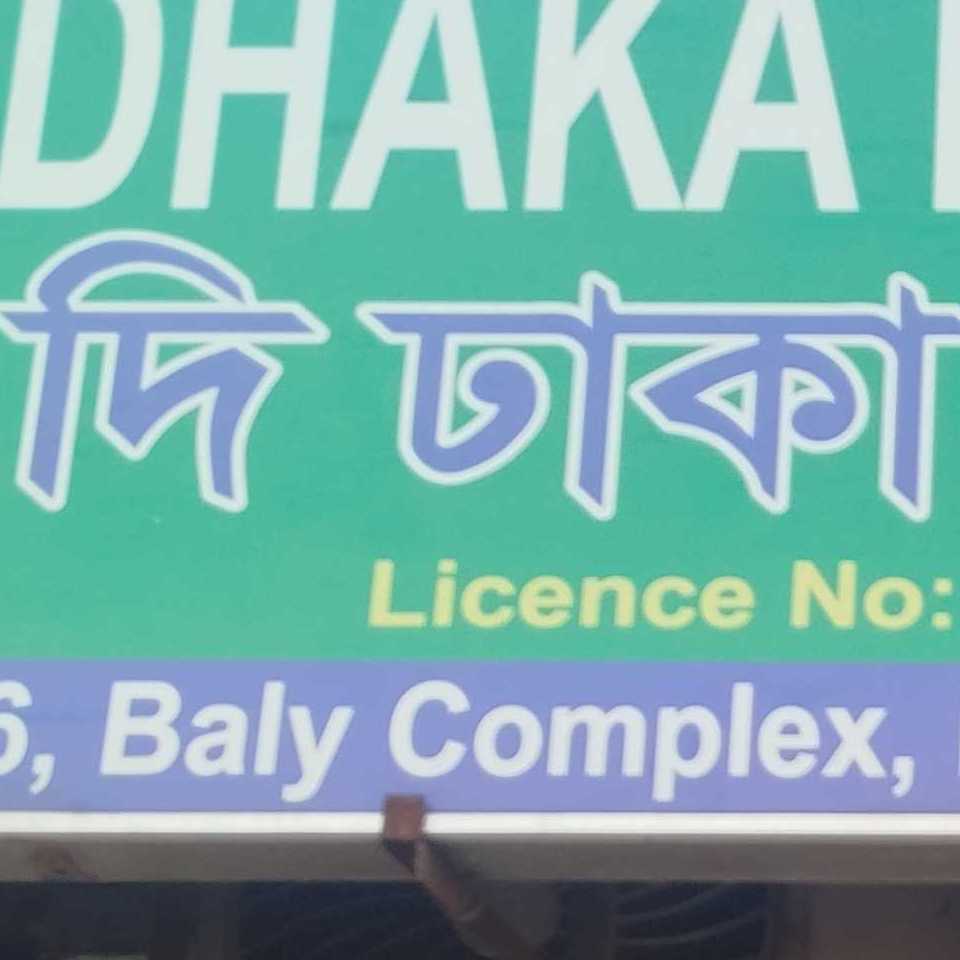 DHAKA
দি ঢাকা
Licence No:
6, Baly Complex,